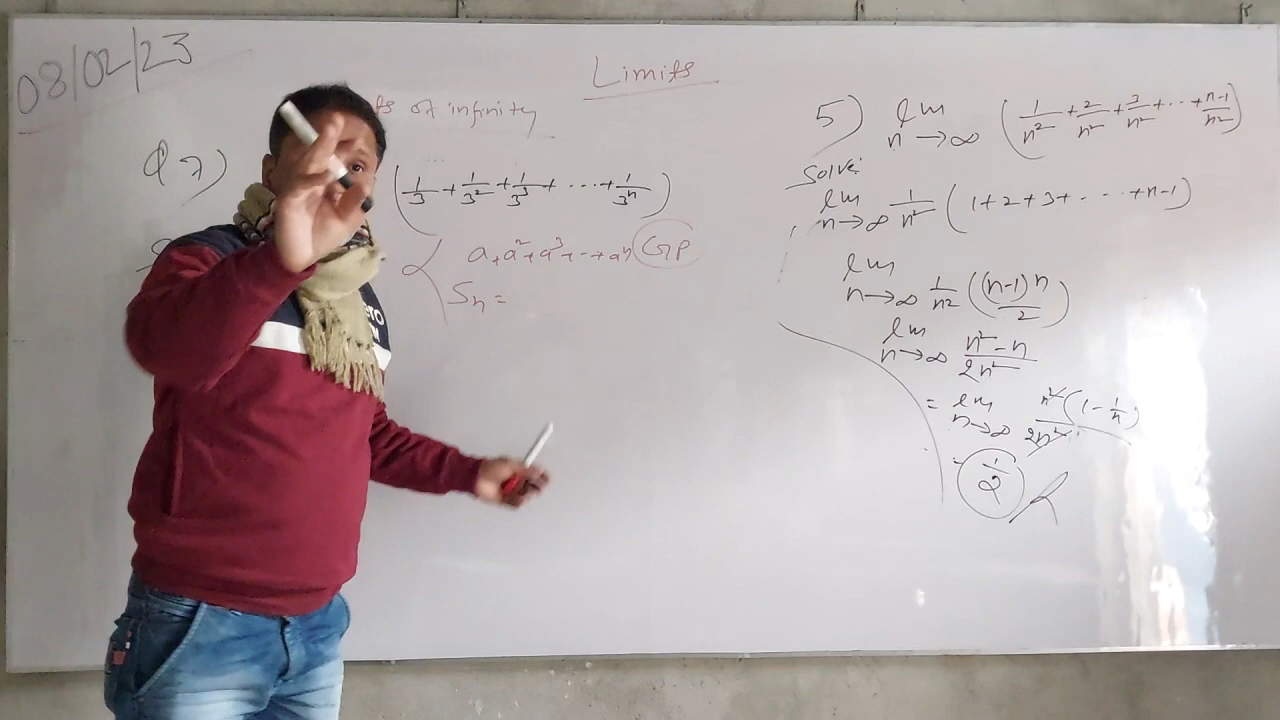 08/02/23
Limits
of infinity
Q7)
(1/3 + 1/3² + 1/3³ + ... + 1/3ⁿ)
a + a² + a³ + ... + aⁿ GP
Sn =
5) lim n→∞ (1/n² + 2/n² + 3/n² + ... + n-1/n²)
Solve:
lim n→∞ 1/n² (1+2+3+ ... +n-1)
lim n→∞ 1/n² ((n-1)n/2)
lim n→∞ n²-n/2n²
= lim n→∞ n²(1-1/n)/2n²
1/2